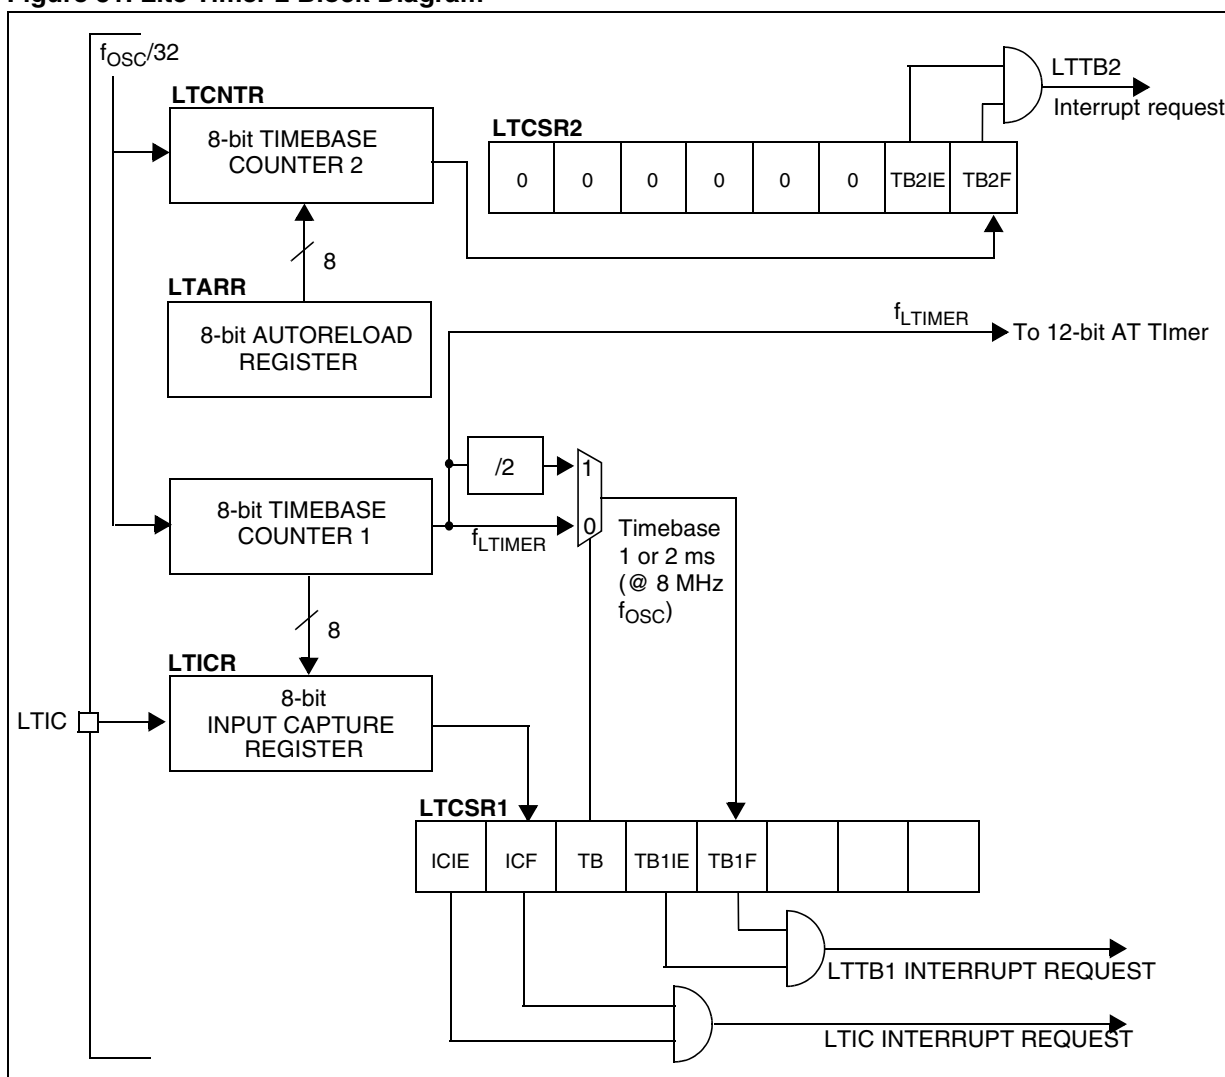 Figure 31. Lite Timer 2 Block Diagram
fOSC/32
LTTB2
Interrupt request
LTCNTR
8-bit TIMEBASE
COUNTER 2
LTCSR2
0 0 0 0 0 0 TB2IE TB2F
8
LTARR
8-bit AUTORELOAD
REGISTER
fLTIMER
To 12-bit AT TImer
/2
1
0
8-bit TIMEBASE
COUNTER 1
fLTIMER
Timebase
1 or 2 ms
(@ 8 MHz
fOSC)
8
LTICR
8-bit
INPUT CAPTURE
REGISTER
LTIC
LTCSR1
ICIE ICF TB TB1IE TB1F
LTTB1 INTERRUPT REQUEST
LTIC INTERRUPT REQUEST